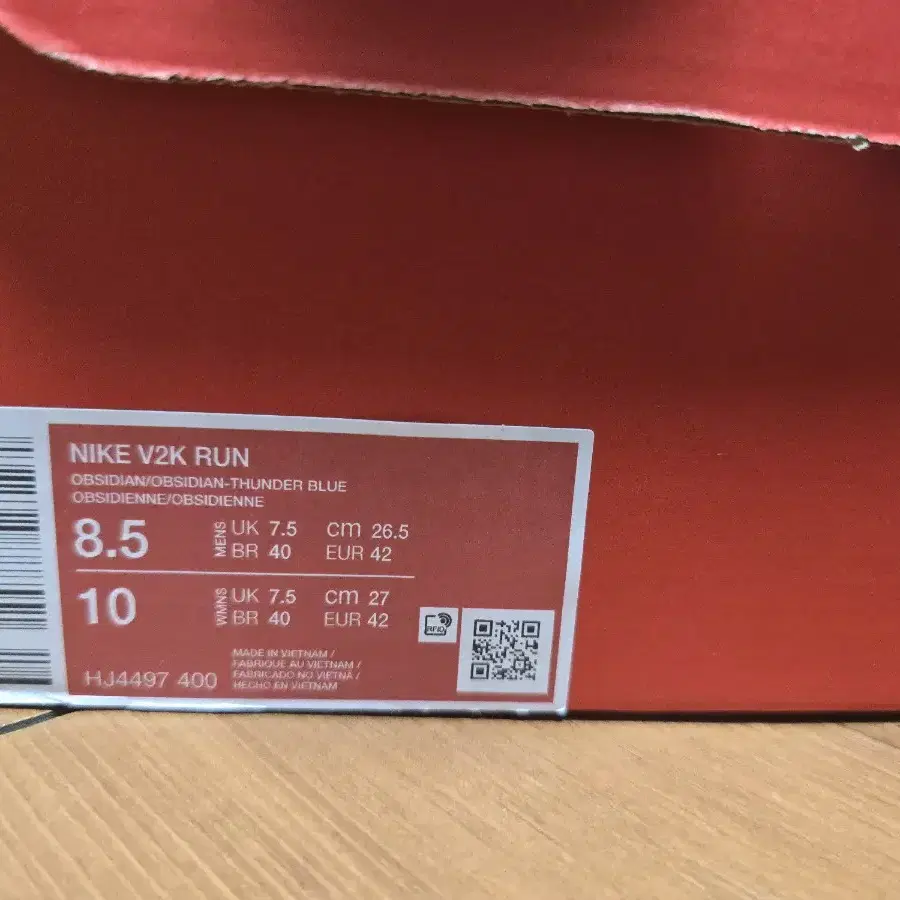 NIKE V2K RUN
OBSIDIAN/OBSIDIAN-THUNDER BLUE
OBSIDIENNE/OBSIDIENNE
8.5 MENS UK 7.5 cm 26.5
BR 40 EUR 42
10 WMNS UK 7.5 cm 27
BR 40 EUR 42
RFID
MADE IN VIETNAM /
FABRIQUE AU VIETNAM /
FABRICADO NO VIETNÃ /
HECHO EN VIETNAM
HJ4497 400